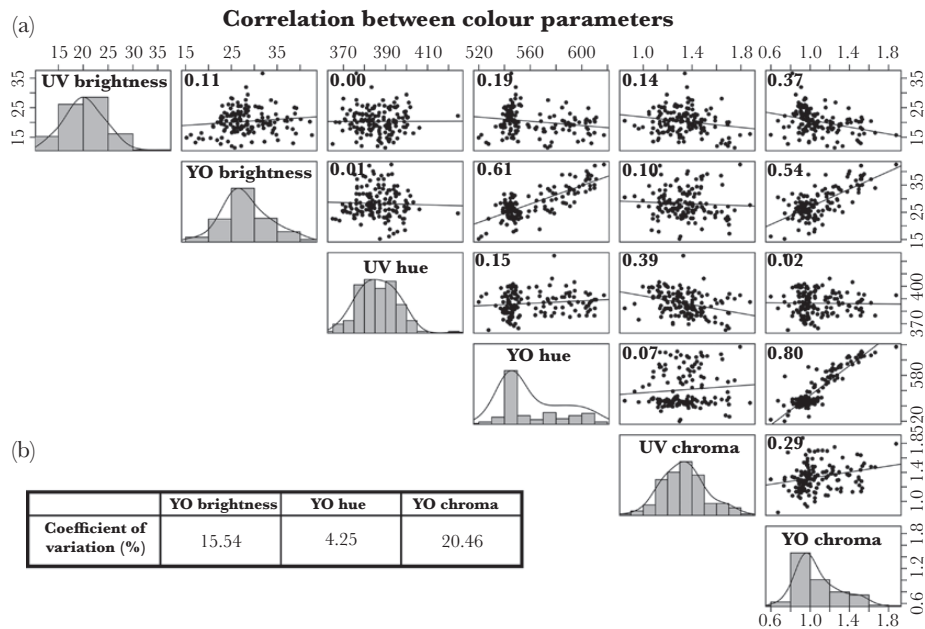 Correlation between colour parameters
(a)
15 20 25 30 35
15 25 35
370 390 410
520 560 600
1.0 1.4 1.8
0.6 1.0 1.4 1.8
15 25 35
UV brightness
0.11
0.00
0.19
0.14
0.37
15 25 35
YO brightness
0.01
0.61
0.10
0.54
15 25 35
UV hue
0.15
0.39
0.02
370 400
YO hue
0.07
0.80
520 580
UV chroma
0.29
1.0 1.4 1.85
YO chroma
0.6 1.2 1.8
0.6 1.0 1.4 1.8
(b)
YO brightness YO hue YO chroma
Coefficient of
variation (%)
15.54 4.25 20.46